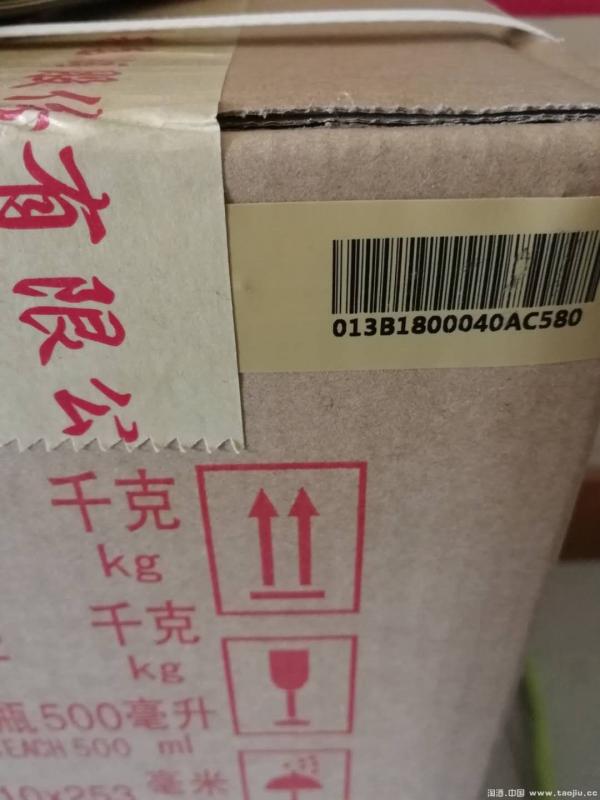 有限公
013B1800040AC580
千克
kg
千克
kg
瓶500毫升
EACH 500 ml
10x253 毫米
淘酒.中国 / www.taojiu.cc